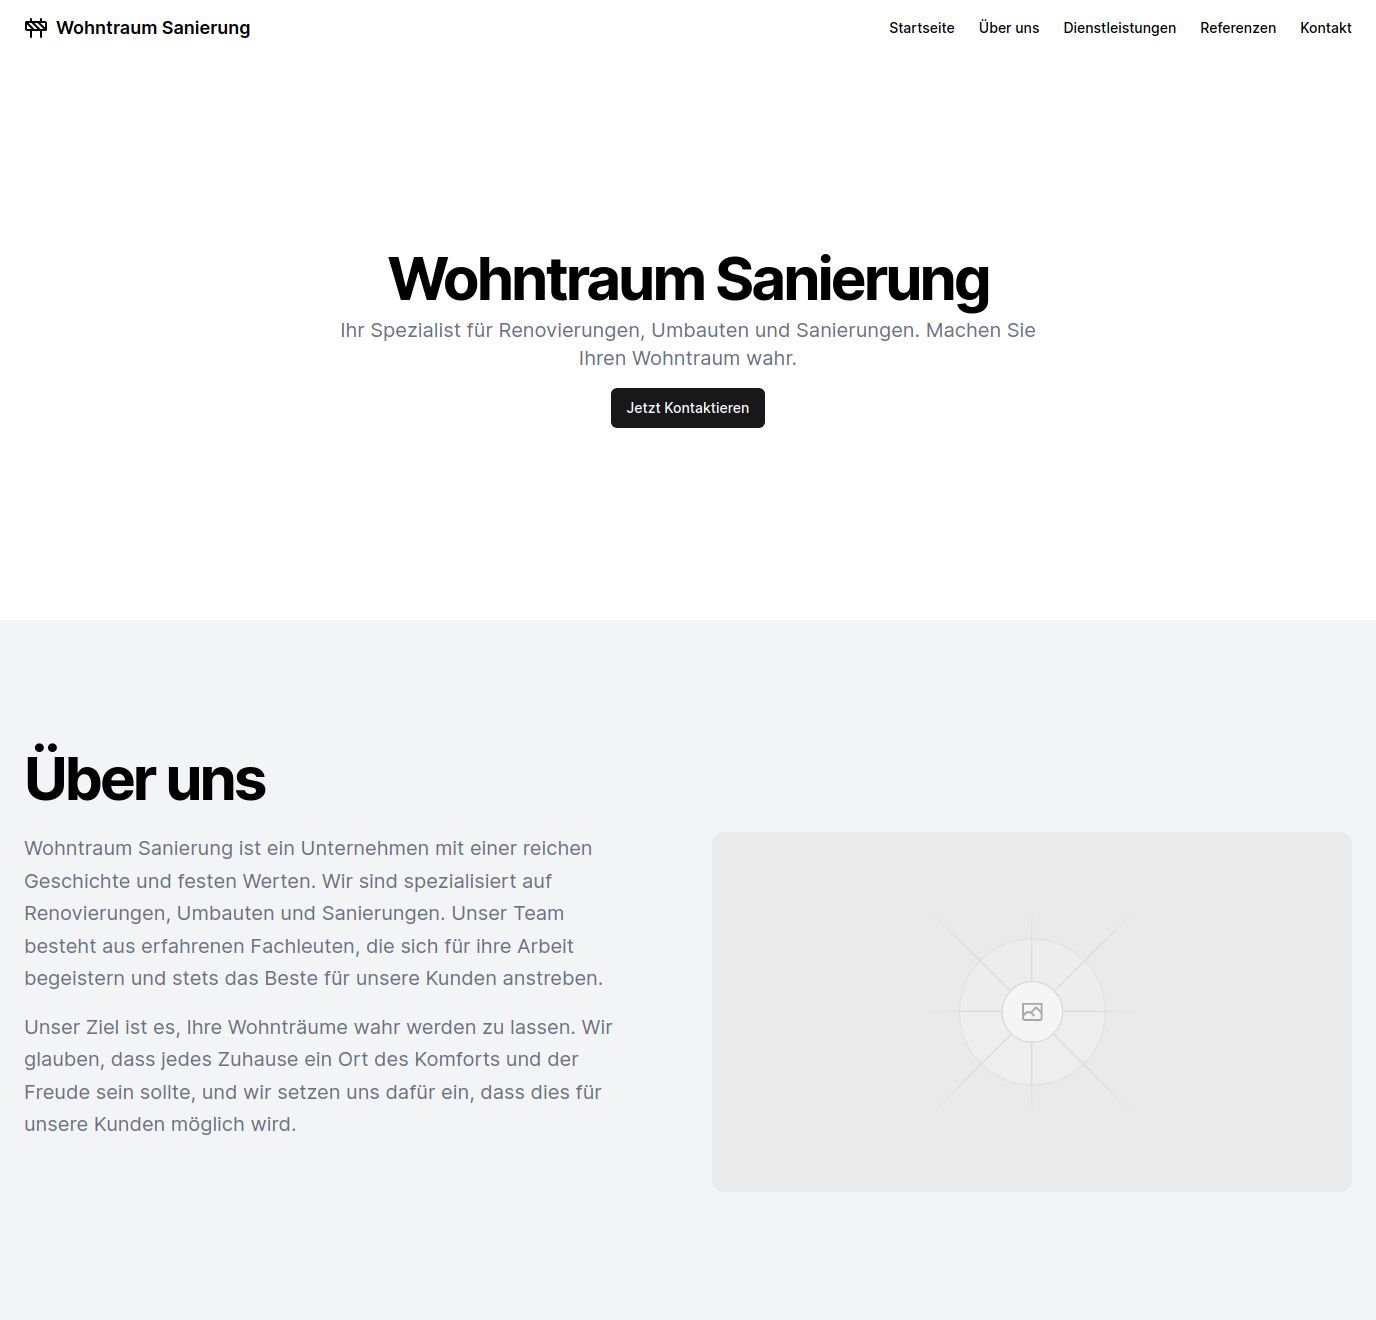 Wohntraum Sanierung
Startseite Über uns Dienstleistungen Referenzen Kontakt
Wohntraum Sanierung
Ihr Spezialist für Renovierungen, Umbauten und Sanierungen. Machen Sie
Ihren Wohntraum wahr.
Jetzt Kontaktieren
Über uns
Wohntraum Sanierung ist ein Unternehmen mit einer reichen
Geschichte und festen Werten. Wir sind spezialisiert auf
Renovierungen, Umbauten und Sanierungen. Unser Team
besteht aus erfahrenen Fachleuten, die sich für ihre Arbeit
begeistern und stets das Beste für unsere Kunden anstreben.
Unser Ziel ist es, Ihre Wohnträume wahr werden zu lassen. Wir
glauben, dass jedes Zuhause ein Ort des Komforts und der
Freude sein sollte, und wir setzen uns dafür ein, dass dies für
unsere Kunden möglich wird.